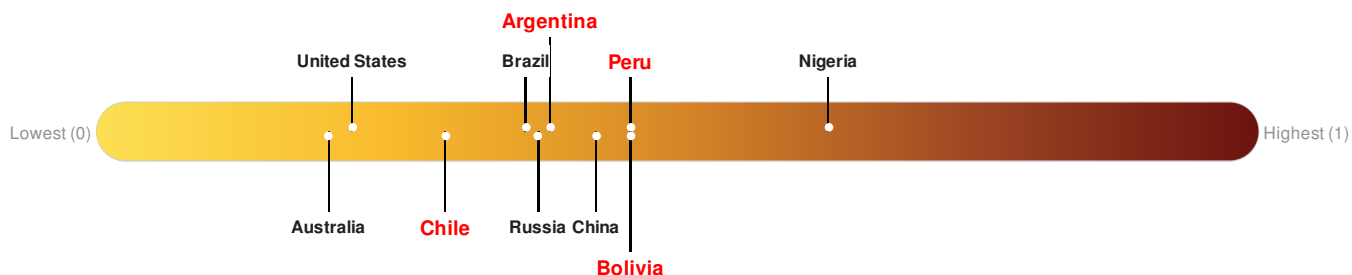 Argentina
United States
Brazil
Peru
Nigeria
Lowest (0)
Highest (1)
Australia
Chile
Russia
China
Bolivia